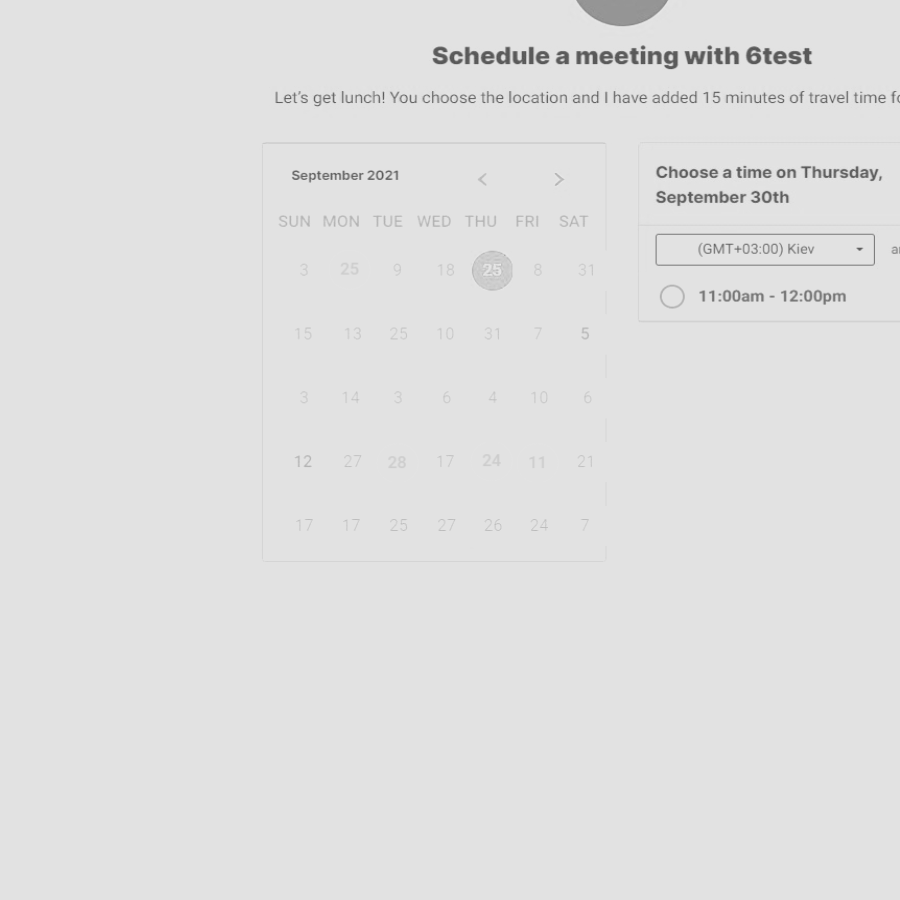 Schedule a meeting with 6test
Let's get lunch! You choose the location and I have added 15 minutes of travel time
September 2021
SUN MON TUE WED THU FRI SAT
3 25 9 18 25 8 31
15 13 25 10 31 7 5
3 14 3 6 4 10 6
12 27 28 17 24 11 21
17 17 25 27 26 24 7
Choose a time on Thursday,
September 30th
(GMT+03:00) Kiev
11:00am - 12:00pm